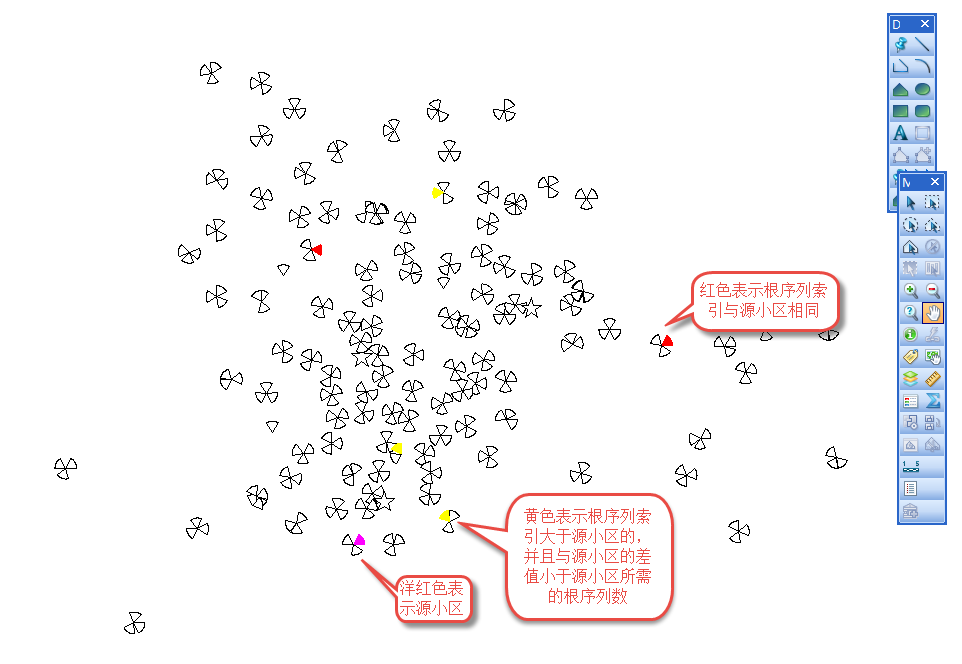 D
M
红色表示根序列索
引与源小区相同
黄色表示根序列索
引大于源小区的，
并且与源小区的差
值小于源小区所需
的根序列数
洋红色表
示源小区
1 5